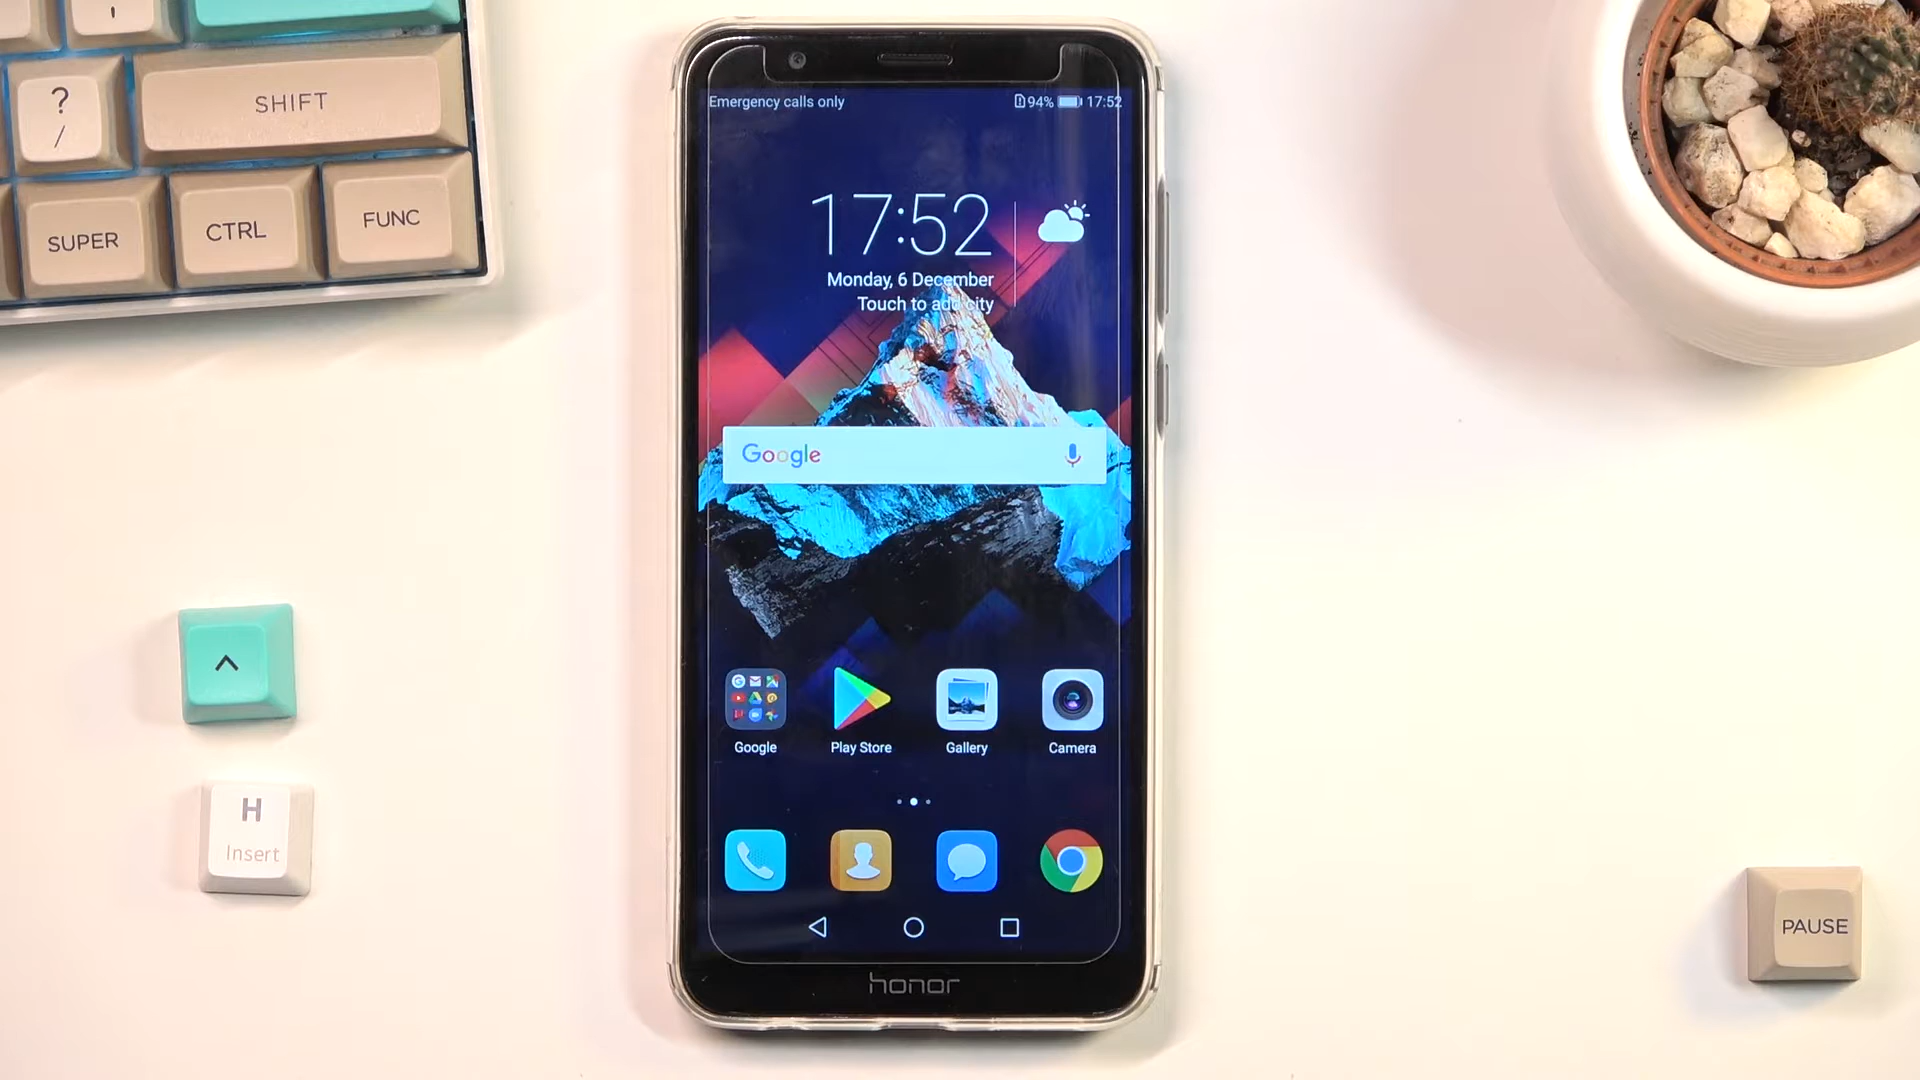 ?
/
SHIFT
SUPER
CTRL
FUNC
^
H
Insert
PAUSE
Emergency calls only
94%
17:52
17:52
Monday, 6 December
Touch to add city
Google
Google
Play Store
Gallery
Camera
honor